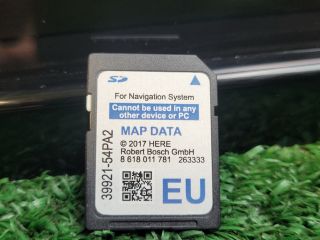 SD
For Navigation System
Cannot be used in any
other device or PC
MAP DATA
© 2017 HERE
Robert Bosch GmbH
8 618 011 781 263333
EU
39921-54PA2